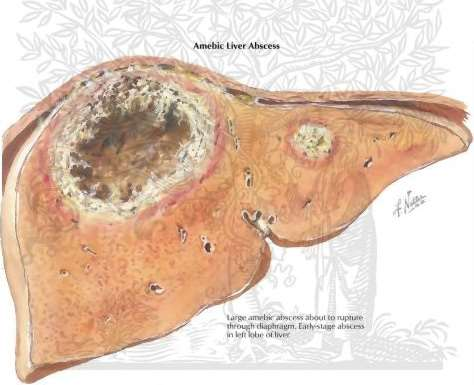 Amebic Liver Abscess
F. Netter
Large amebic abscess about to rupture
through diaphragm. Early-stage abscess
in left lobe of liver